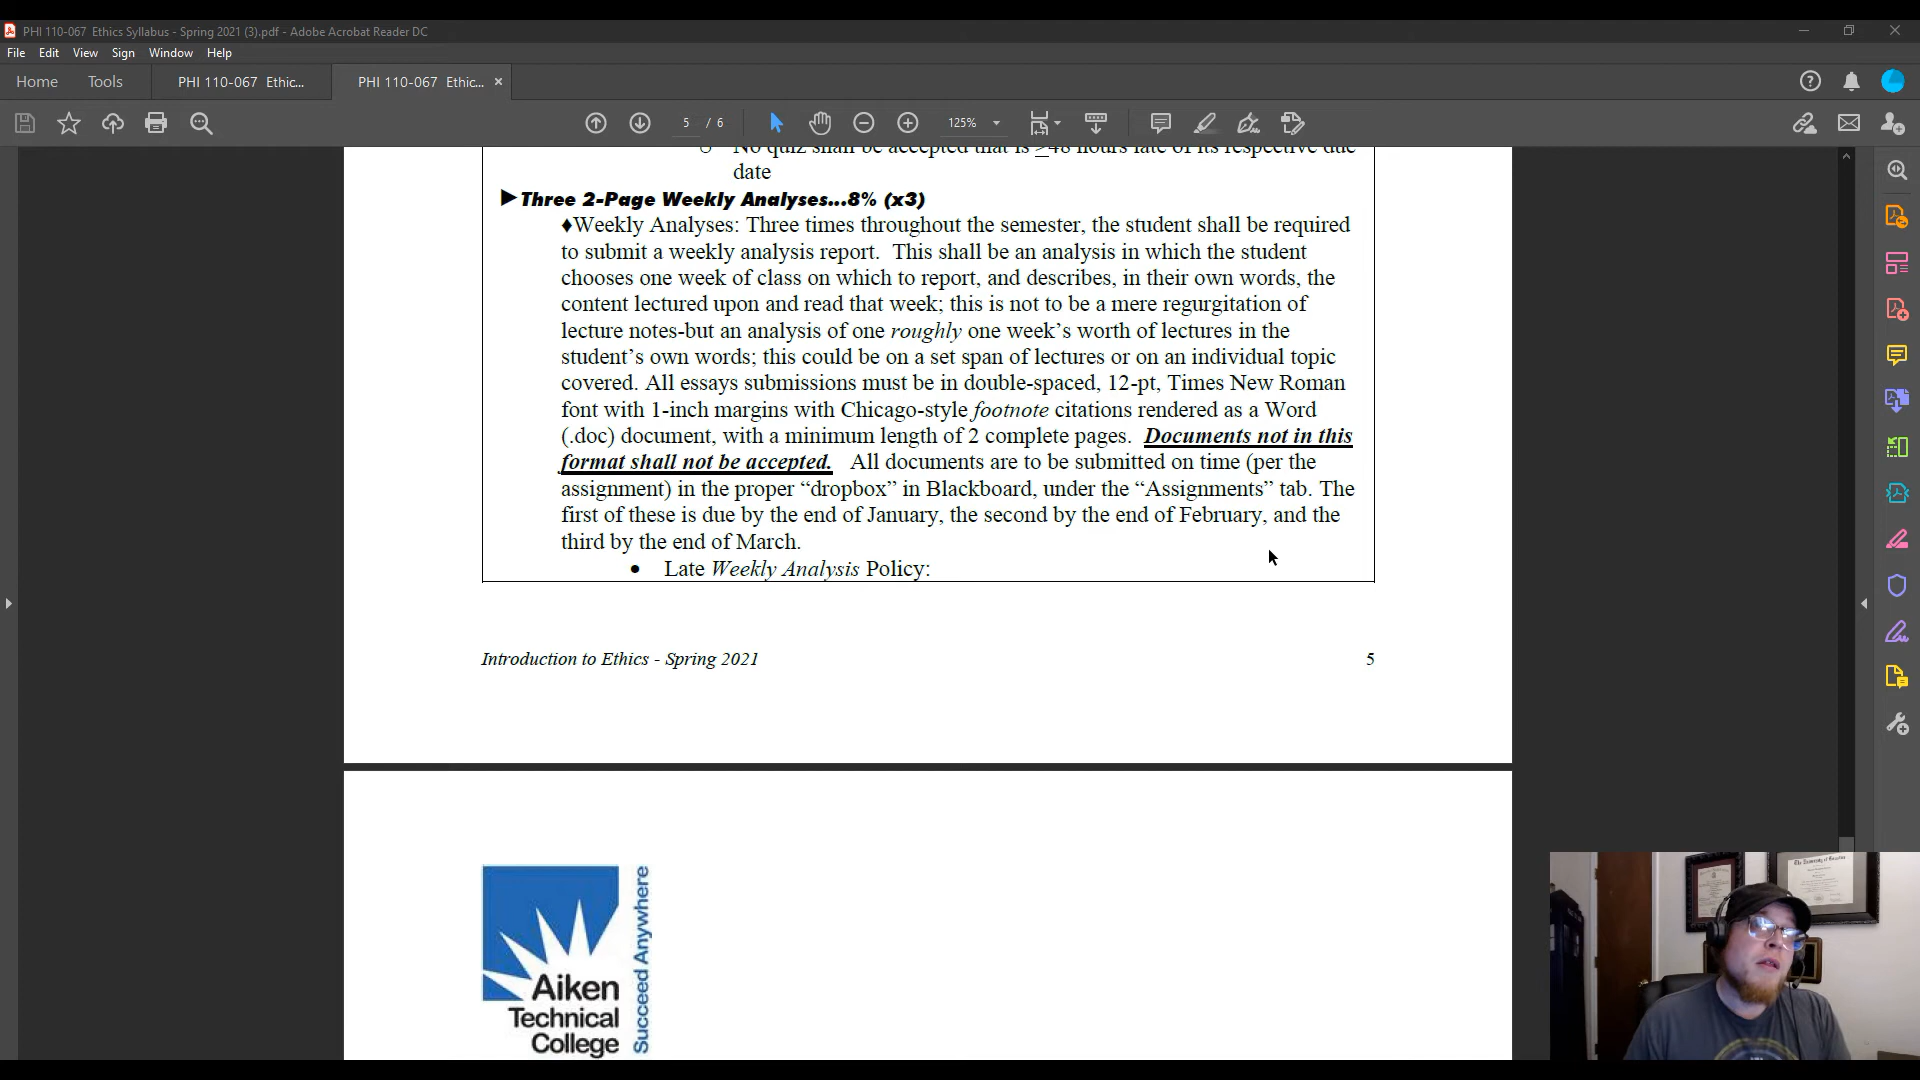 PHI 110-067 Ethics Syllabus - Spring 2021 (3).pdf - Adobe Acrobat Reader DC
File Edit View Sign Window Help
Home Tools PHI 110-067 Ethic... PHI 110-067 Ethic... ×
5 / 6 125%
o No quiz shall be accepted that is ≥48 hours late of its respective due
date
►Three 2-Page Weekly Analyses...8% (x3)
♦Weekly Analyses: Three times throughout the semester, the student shall be required
to submit a weekly analysis report. This shall be an analysis in which the student
chooses one week of class on which to report, and describes, in their own words, the
content lectured upon and read that week; this is not to be a mere regurgitation of
lecture notes-but an analysis of one roughly one week’s worth of lectures in the
student’s own words; this could be on a set span of lectures or on an individual topic
covered. All essays submissions must be in double-spaced, 12-pt, Times New Roman
font with 1-inch margins with Chicago-style footnote citations rendered as a Word
(.doc) document, with a minimum length of 2 complete pages. Documents not in this
format shall not be accepted. All documents are to be submitted on time (per the
assignment) in the proper “dropbox” in Blackboard, under the “Assignments” tab. The
first of these is due by the end of January, the second by the end of February, and the
third by the end of March.
• Late Weekly Analysis Policy:
Introduction to Ethics - Spring 2021 5
Aiken
Technical
College
Succeed Anywhere